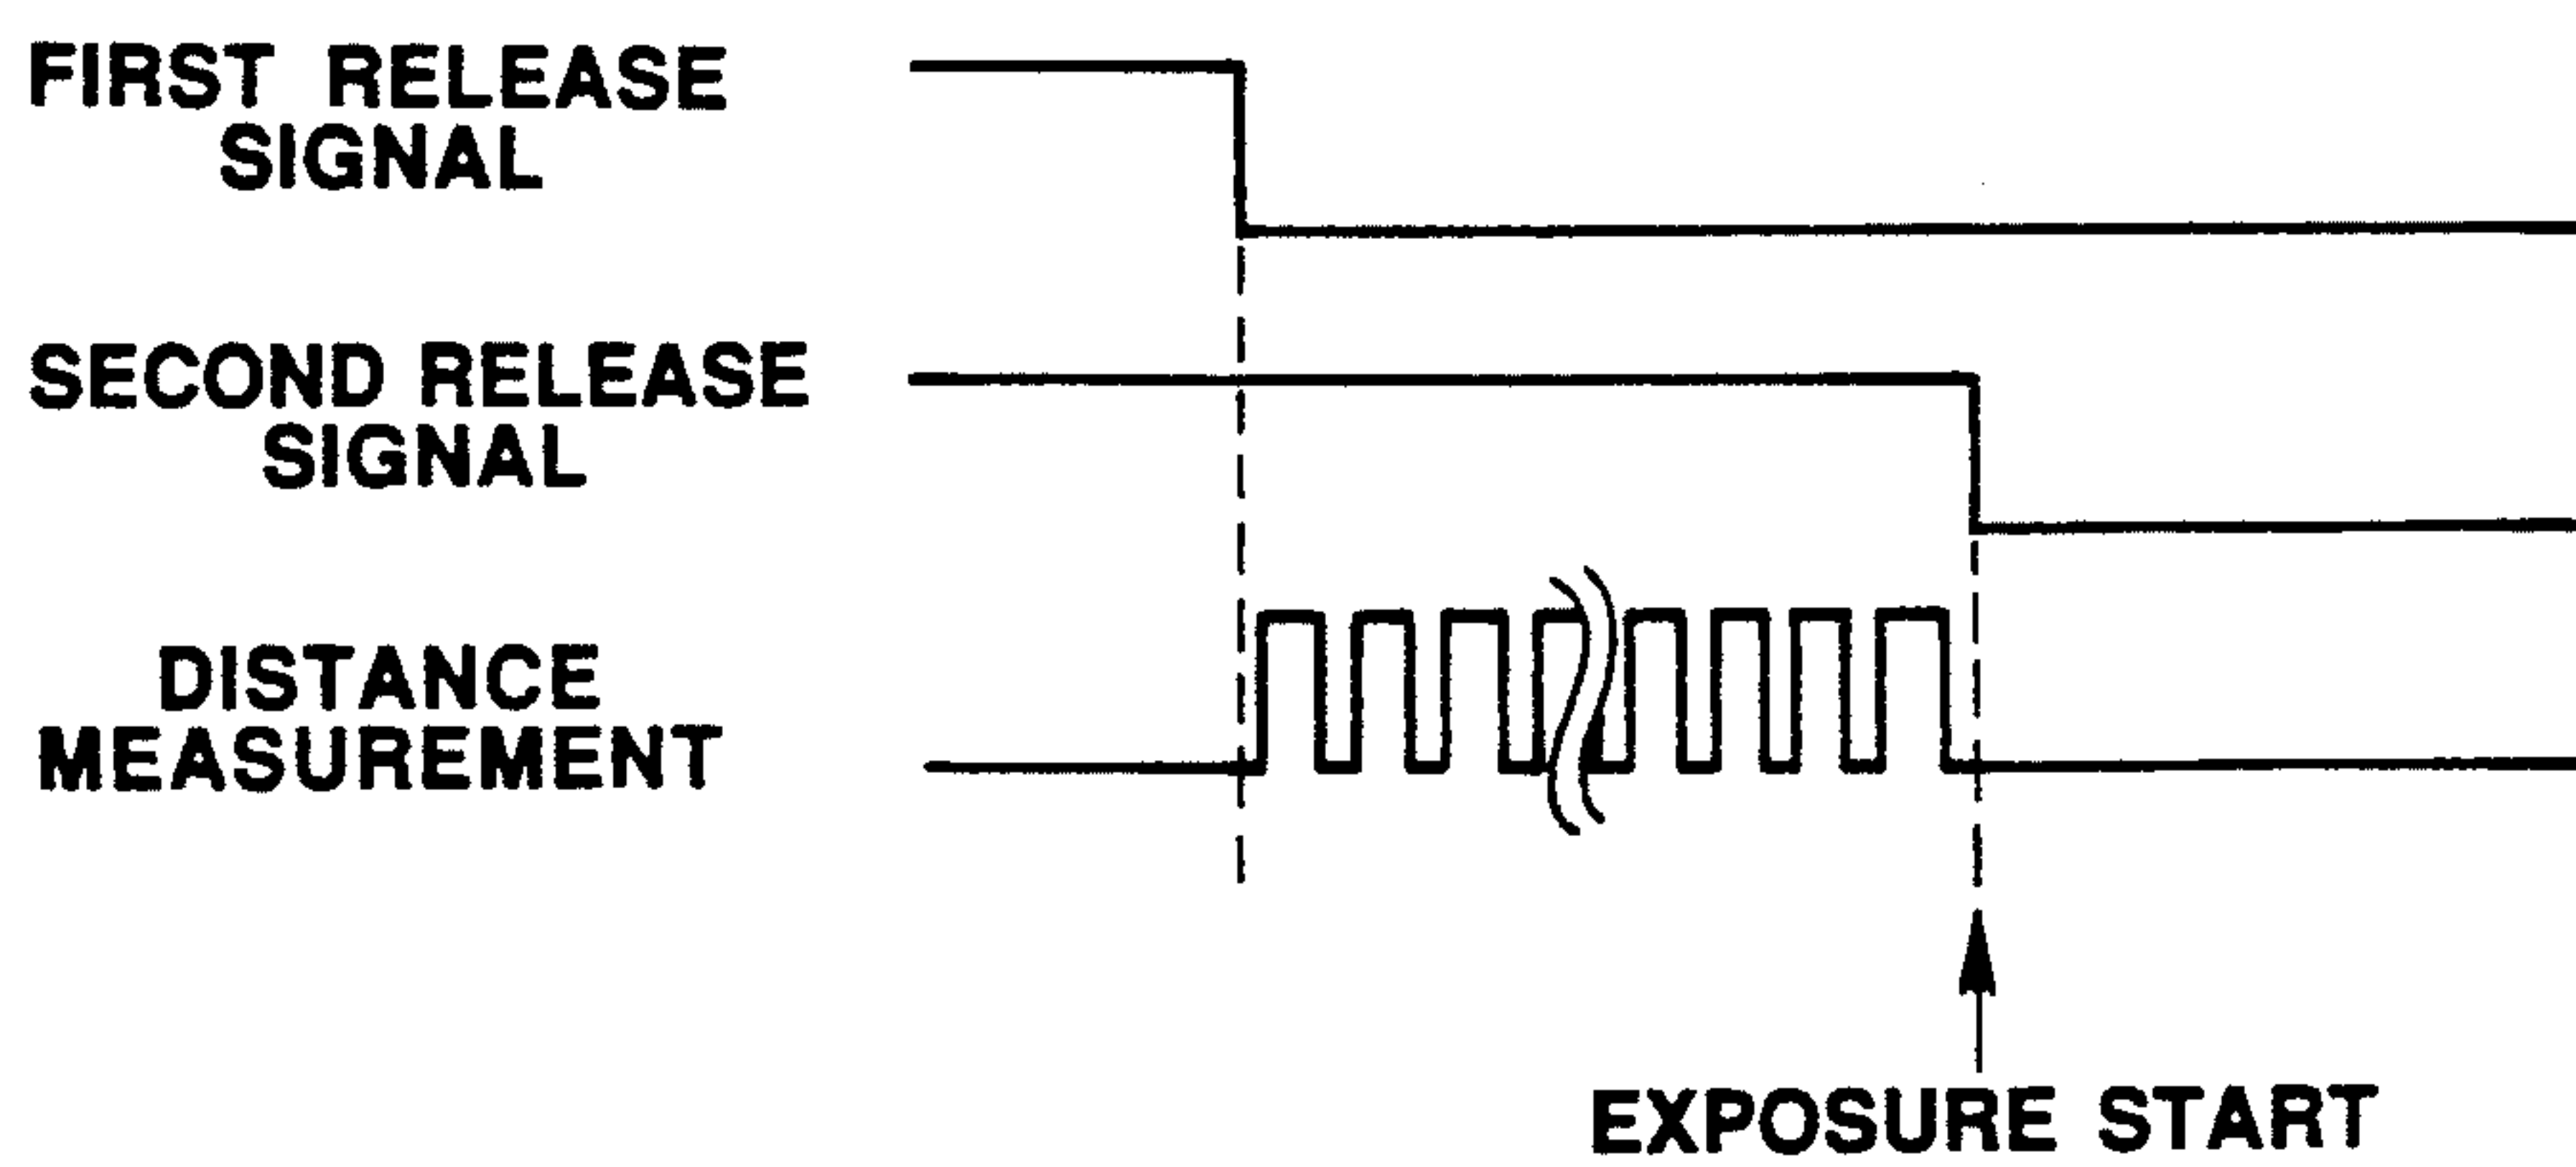 FIRST RELEASE
SIGNAL
SECOND RELEASE
SIGNAL
DISTANCE
MEASUREMENT
EXPOSURE START